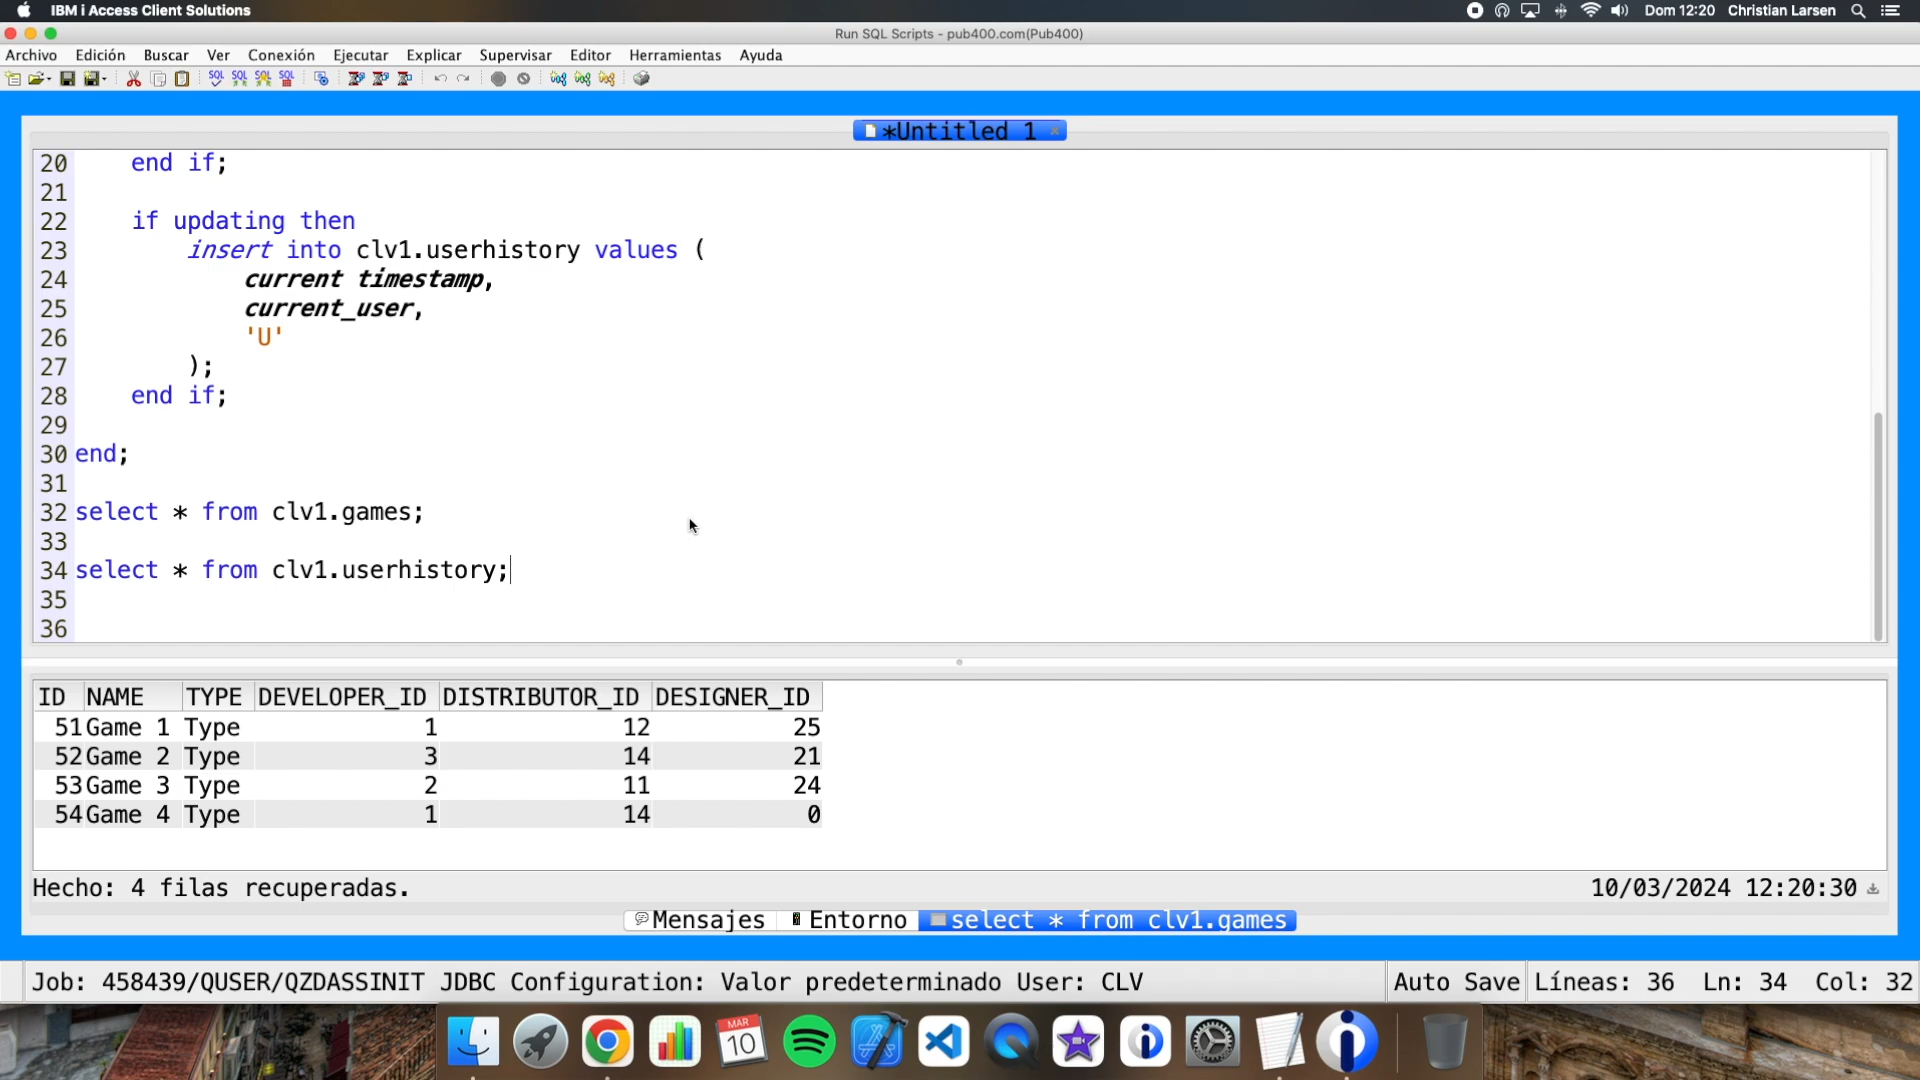 IBM i Access Client Solutions
Dom 12:20 Christian Larsen
Run SQL Scripts - pub400.com(Pub400)
Archivo Edición Buscar Ver Conexión Ejecutar Explicar Supervisar Editor Herramientas Ayuda
SQL SQL SQL SQL
*Untitled 1
20 end if;
21
22 if updating then
23 insert into clv1.userhistory values (
24 current timestamp,
25 current_user,
26 'U'
27 );
28 end if;
29
30 end;
31
32 select * from clv1.games;
33
34 select * from clv1.userhistory;
35
36
ID NAME TYPE DEVELOPER_ID DISTRIBUTOR_ID DESIGNER_ID
51 Game 1 Type 1 12 25
52 Game 2 Type 3 14 21
53 Game 3 Type 2 11 24
54 Game 4 Type 1 14 0
Hecho: 4 filas recuperadas. 10/03/2024 12:20:30
Mensajes Entorno select * from clv1.games
Job: 458439/QUSER/QZDASSINIT JDBC Configuration: Valor predeterminado User: CLV Auto Save Líneas: 36 Ln: 34 Col: 32
MAR
10